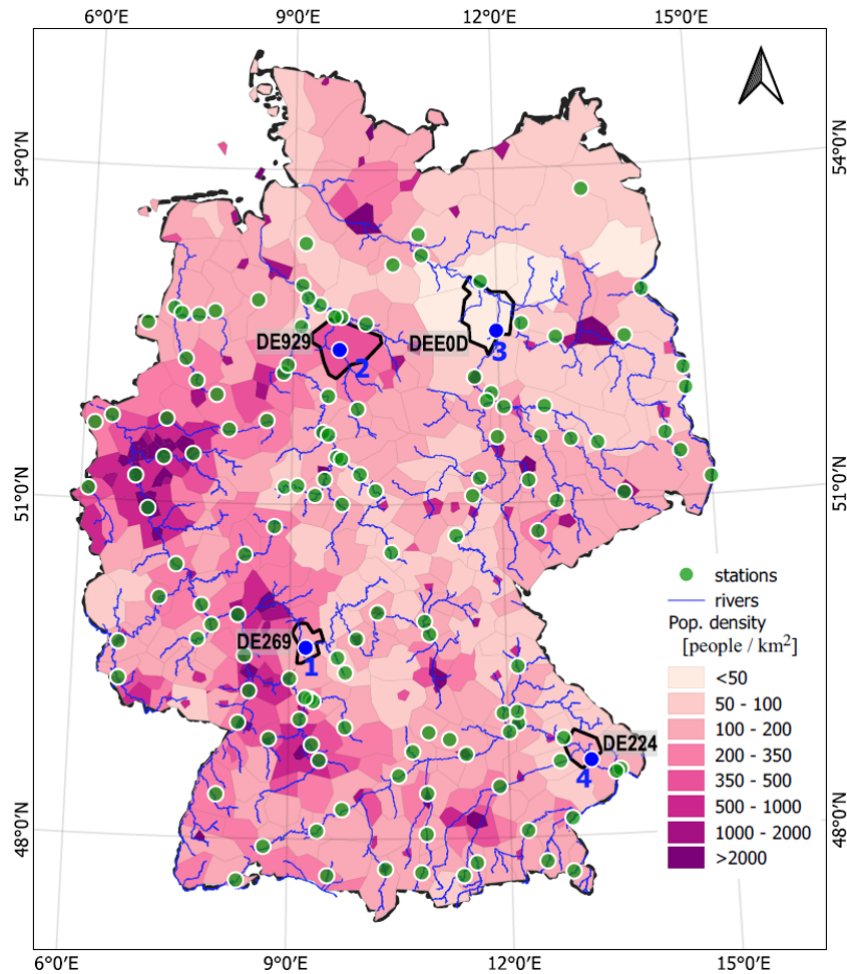 6°0′E 9°0′E 12°0′E 15°0′E
54°0′N
54°0′N
DE929
2
DEE0D
3
51°0′N
51°0′N
stations
rivers
Pop. density
[people / km²]
<50
50 - 100
100 - 200
200 - 350
350 - 500
500 - 1000
1000 - 2000
>2000
DE269
1
DE224
4
48°0′N
48°0′N
6°0′E 9°0′E 12°0′E 15°0′E